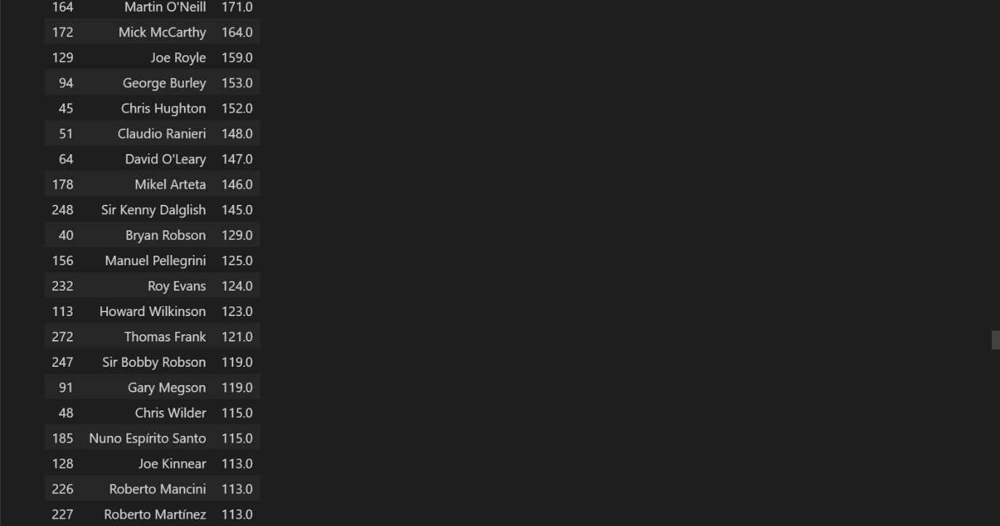 164 Martin O'Neill 171.0
172 Mick McCarthy 164.0
129 Joe Royle 159.0
94 George Burley 153.0
45 Chris Hughton 152.0
51 Claudio Ranieri 148.0
64 David O'Leary 147.0
178 Mikel Arteta 146.0
248 Sir Kenny Dalglish 145.0
40 Bryan Robson 129.0
156 Manuel Pellegrini 125.0
232 Roy Evans 124.0
113 Howard Wilkinson 123.0
272 Thomas Frank 121.0
247 Sir Bobby Robson 119.0
91 Gary Megson 119.0
48 Chris Wilder 115.0
185 Nuno Espírito Santo 115.0
128 Joe Kinnear 113.0
226 Roberto Mancini 113.0
227 Roberto Martínez 113.0